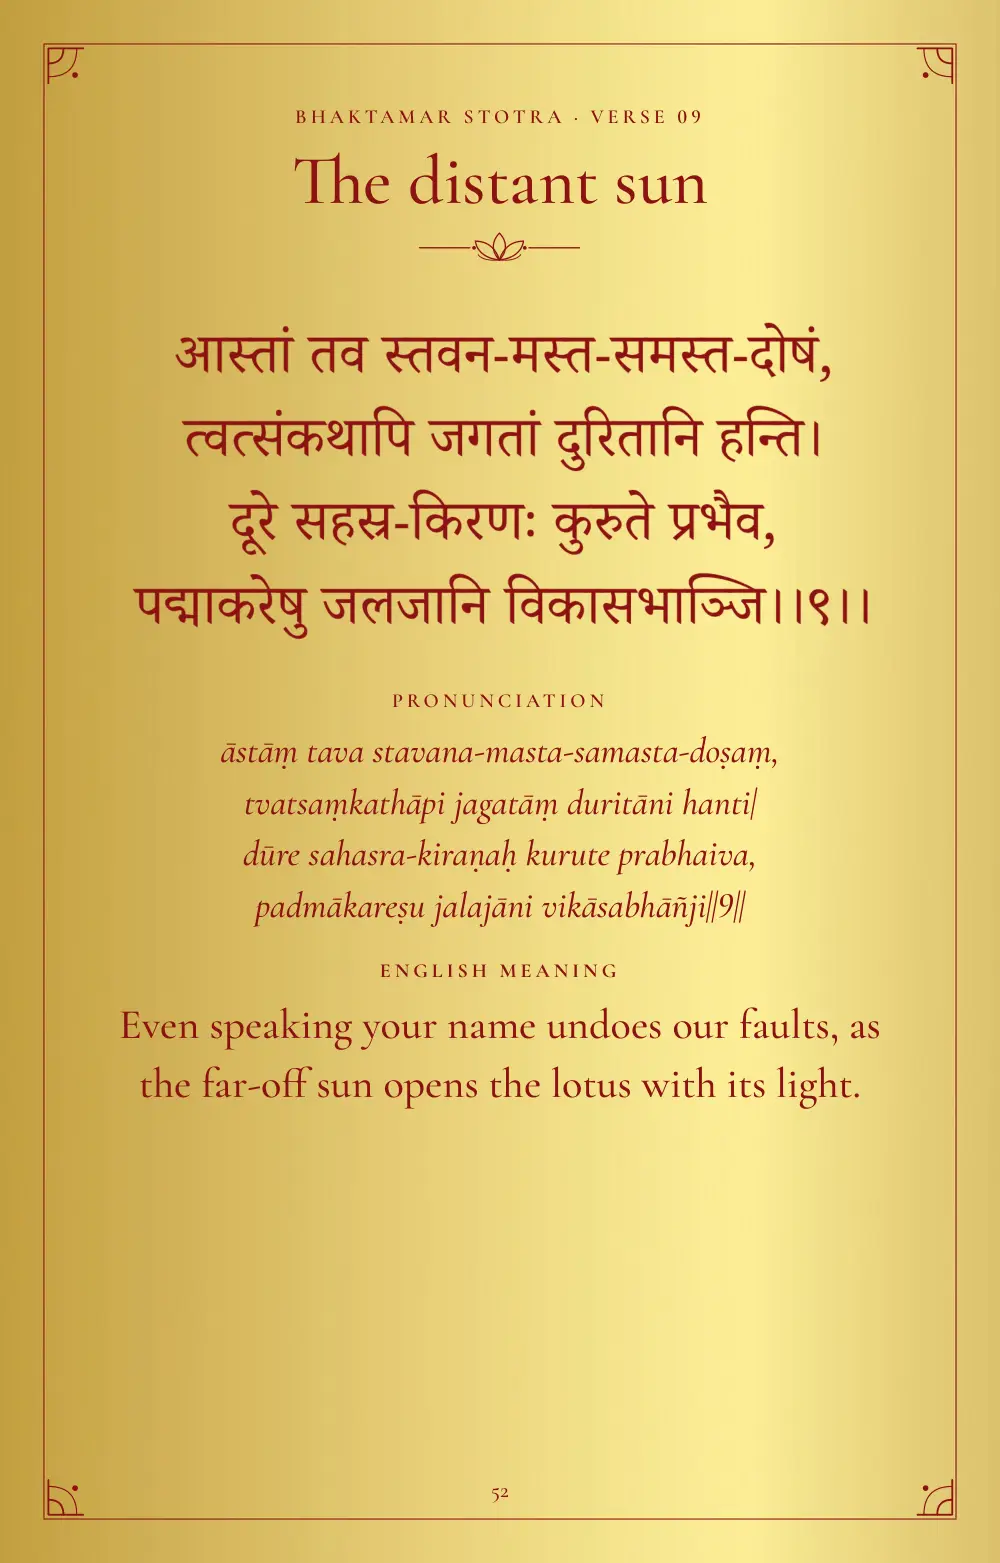 BHAKTAMAR STOTRA · VERSE 09
The distant sun
आस्तां तव स्तवन-मस्त-समस्त-दोषं,
त्वत्संकथापि जगतां दुरितानि हन्ति।
दूरे सहस्र-किरणः कुरुते प्रभैव,
पद्माकरेषु जलजानि विकासभाञ्जि।।९।।
PRONUNCIATION
āstāṃ tava stavana-masta-samasta-doṣaṃ,
tvatsaṃkathāpi jagatāṃ duritāni hanti|
dūre sahasra-kiraṇaḥ kurute prabhaiva,
padmākareṣu jalajāni vikāsabhāñji||9||
ENGLISH MEANING
Even speaking your name undoes our faults, as
the far-off sun opens the lotus with its light.
52